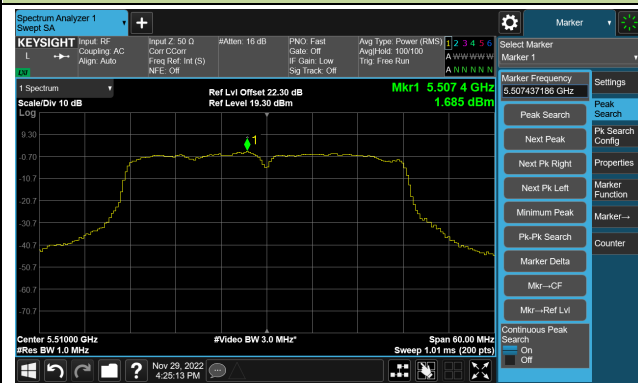 Spectrum Analyzer 1
Swept SA
Marker
KEYSIGHT
L
LXI
Input: RF
Coupling: AC
Align: Auto
Input Z: 50 Ω
Corr CCorr
Freq Ref: Int (S)
NFE: Off
#Atten: 16 dB
PNO: Fast
Gate: Off
IF Gain: Low
Sig Track: Off
Avg Type: Power (RMS)
Avg|Hold: 100/100
Trig: Free Run
1 2 3 4 5 6
A W W W W W
A N N N N N
Select Marker
Marker 1
1 Spectrum
Scale/Div 10 dB
Log
Ref Lvl Offset 22.30 dB
Ref Level 19.30 dBm
Mkr1 5.507 4 GHz
1.685 dBm
1
9.30
-0.70
-10.7
-20.7
-30.7
-40.7
-50.7
-60.7
-70.7
Center 5.51000 GHz
#Res BW 1.0 MHz
#Video BW 3.0 MHz*
Span 60.00 MHz
Sweep 1.01 ms (200 pts)
Marker Frequency
5.507437186 GHz
Peak Search
Next Peak
Next Pk Right
Next Pk Left
Minimum Peak
Pk-Pk Search
Marker Delta
Mkr→CF
Mkr→Ref Lvl
Continuous Peak
Search
On
Off
Settings
Peak
Search
Pk Search
Config
Properties
Marker
Function
Marker→
Counter
Nov 29, 2022
4:25:13 PM